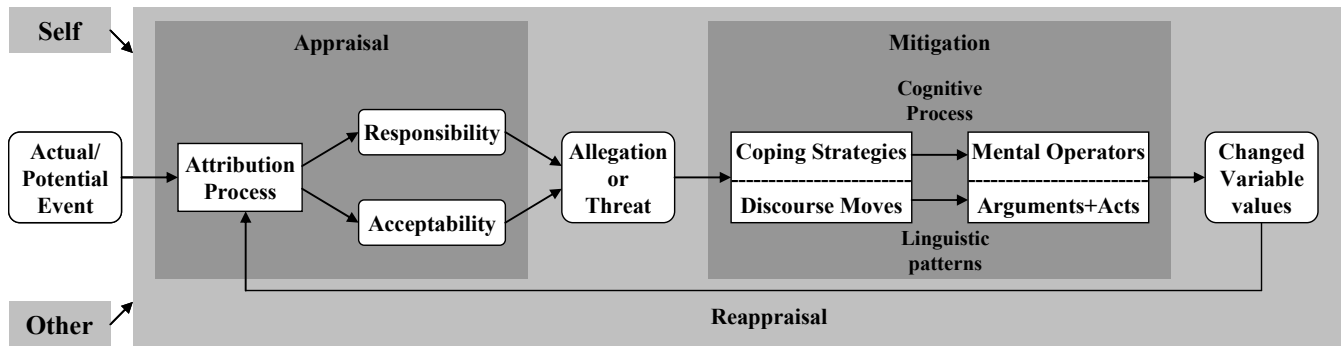 Self
Appraisal
Mitigation
Cognitive
Process
Actual/
Potential
Event
Attribution
Process
Responsibility
Acceptability
Allegation
or
Threat
Coping Strategies
Discourse Moves
Mental Operators
Arguments+Acts
Linguistic
patterns
Changed
Variable
values
Other
Reappraisal